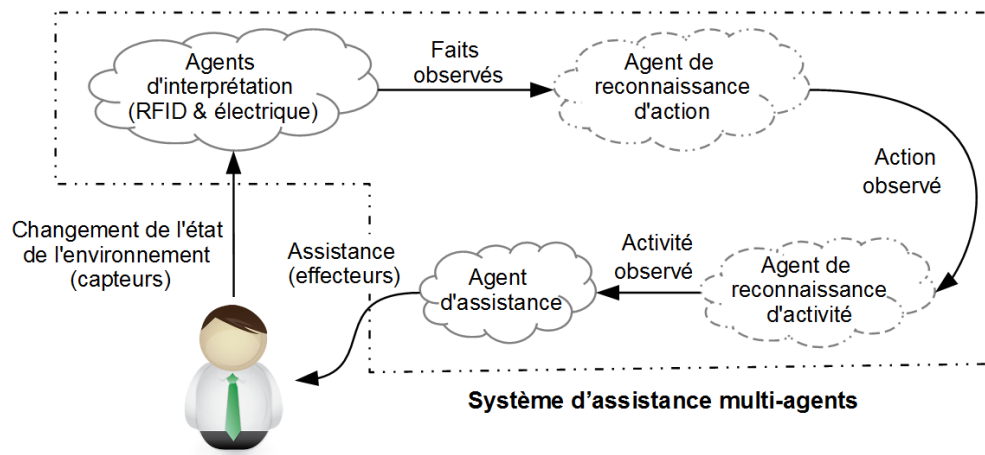 Agents
d'interprétation
(RFID & électrique)
Faits
observés
Agent de
reconnaissance
d'action
Action
observé
Changement de l'état
de l'environnement
(capteurs)
Assistance
(effecteurs)
Agent
d'assistance
Activité
observé
Agent de
reconnaissance
d'activité
Système d'assistance multi-agents